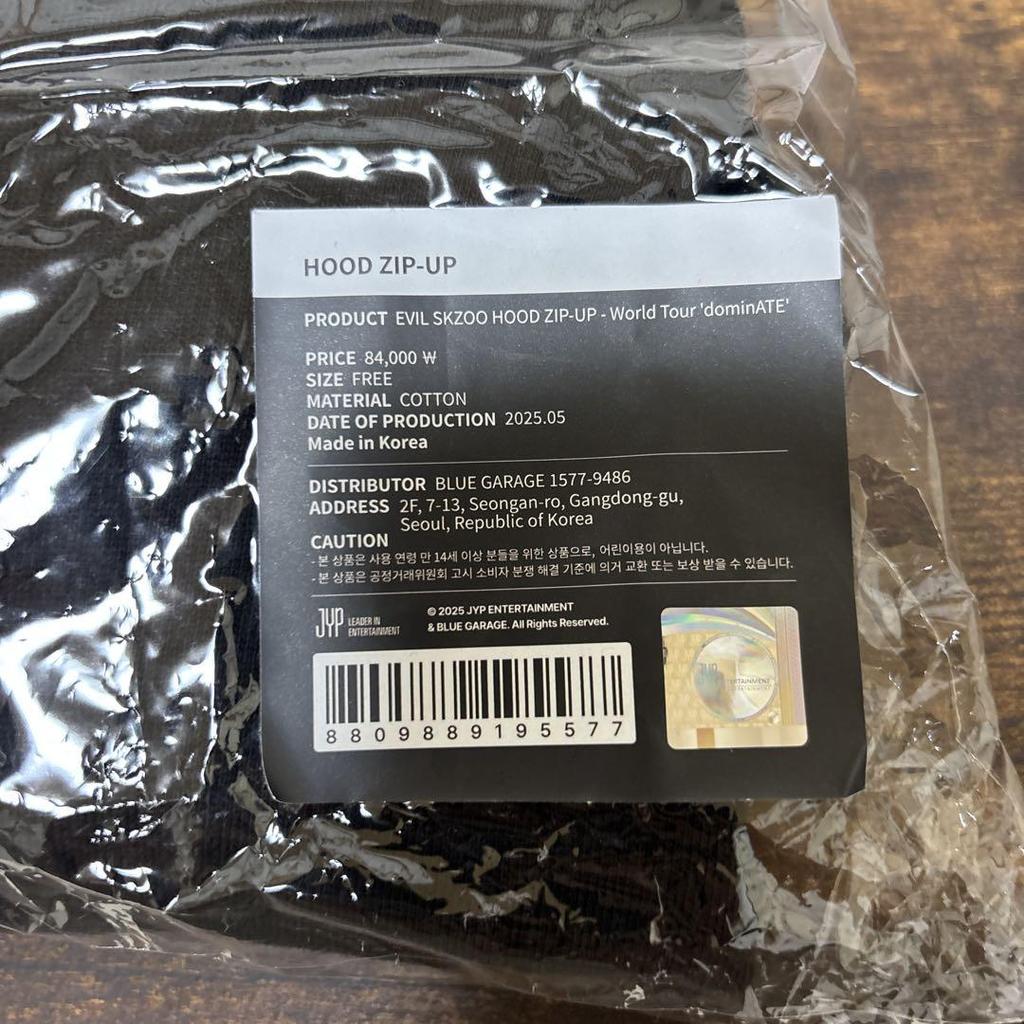 HOOD ZIP-UP
PRODUCT EVIL SKZOO HOOD ZIP-UP - World Tour 'dominATE'
PRICE 84,000 ₩
SIZE FREE
MATERIAL COTTON
DATE OF PRODUCTION 2025.05
Made in Korea
DISTRIBUTOR BLUE GARAGE 1577-9486
ADDRESS 2F, 7-13, Seongan-ro, Gangdong-gu,
Seoul, Republic of Korea
CAUTION
- 본 상품은 사용 연령 만 14세 이상 분들을 위한 상품으로, 어린이용이 아닙니다.
- 본 상품은 공정거래위원회 고시 소비자 분쟁 해결 기준에 의거 교환 또는 보상 받을 수 있습니다.
JYP LEADER IN
ENTERTAINMENT
© 2025 JYP ENTERTAINMENT
& BLUE GARAGE. All Rights Reserved.
8809889195577
JYP